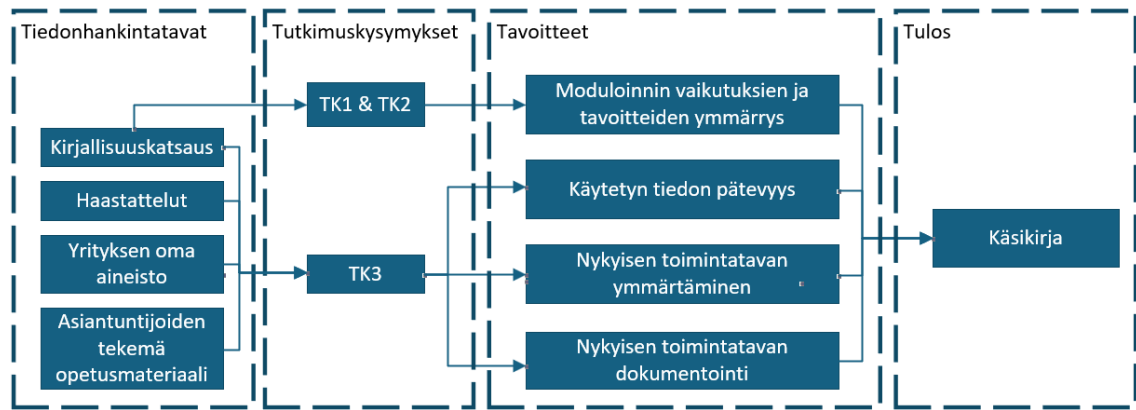 Tiedonhankintatavat
Kirjallisuuskatsaus
Haastattelut
Yrityksen oma
aineisto
Asiantuntijoiden
tekemä
opetusmateriaali
Tutkimuskysymykset
TK1 & TK2
TK3
Tavoitteet
Moduloinnin vaikutuksien ja
tavoitteiden ymmärrys
Käytetyn tiedon pätevyys
Nykyisen toimintatavan
ymmärtäminen
Nykyisen toimintatavan
dokumentointi
Tulos
Käsikirja